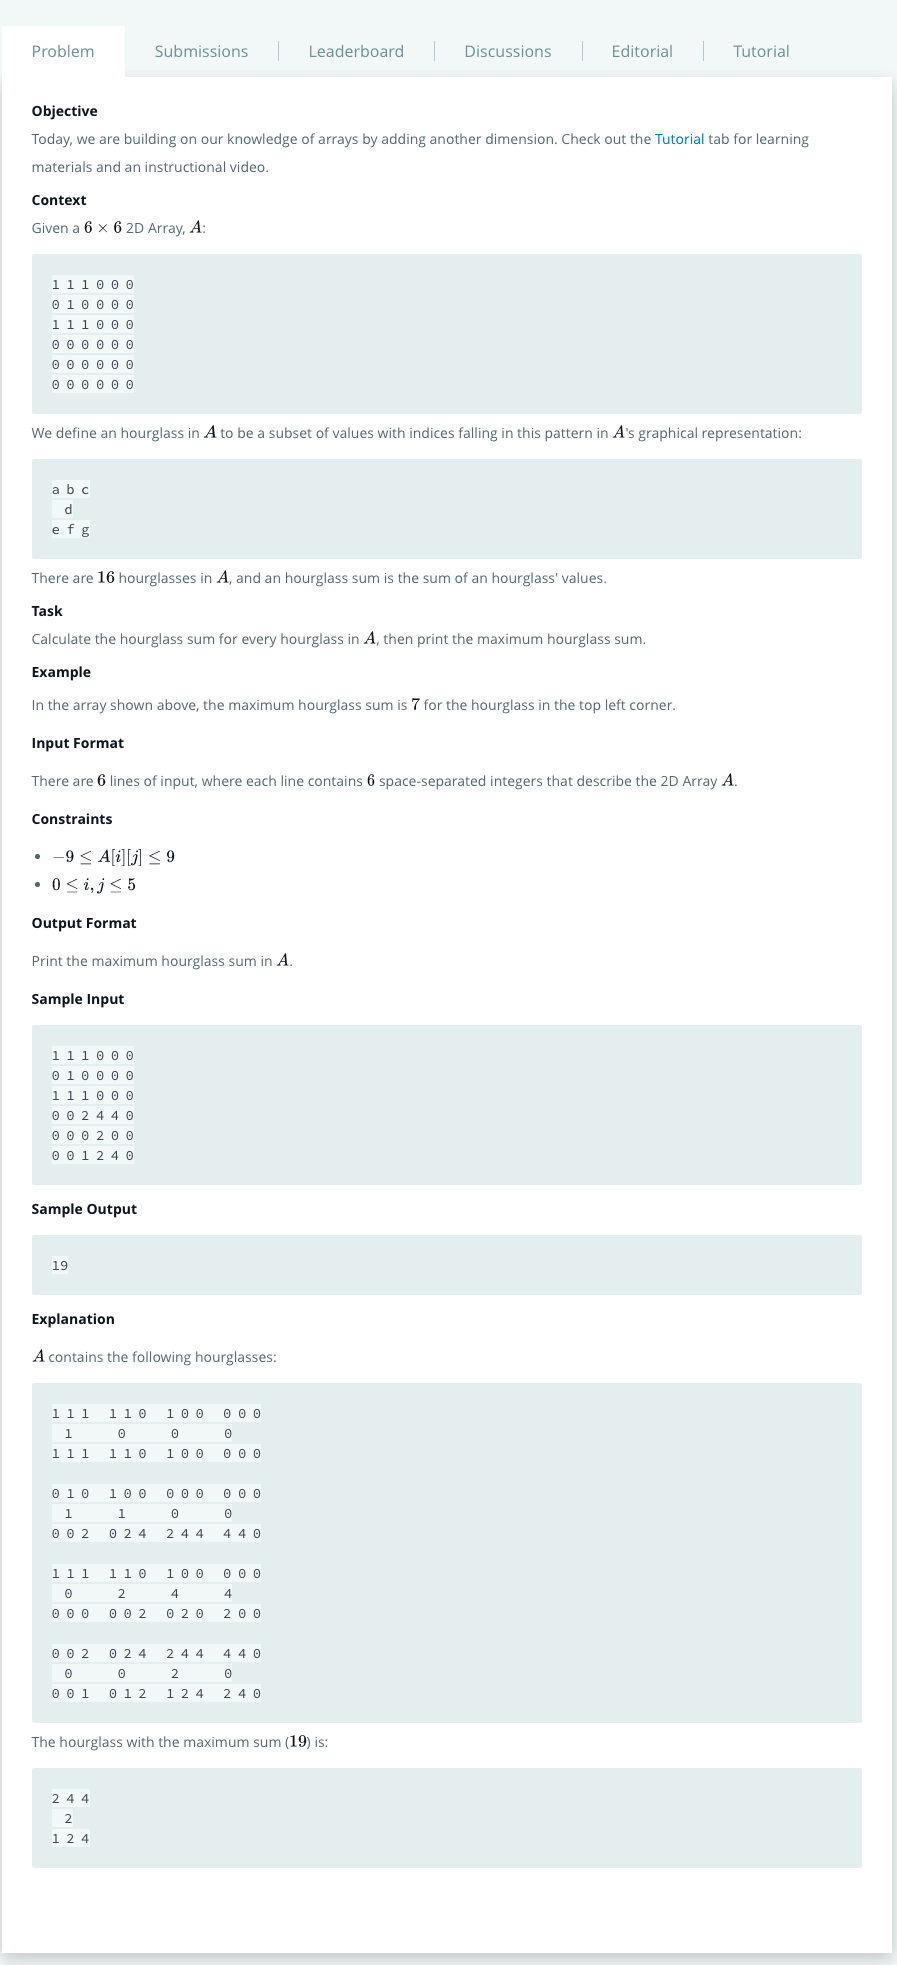 Problem Submissions Leaderboard Discussions Editorial Tutorial
Objective
Today, we are building on our knowledge of arrays by adding another dimension. Check out the Tutorial tab for learning
materials and an instructional video.
Context
Given a 6 × 6 2D Array, A:
1 1 1 0 0 0
0 1 0 0 0 0
1 1 1 0 0 0
0 0 0 0 0 0
0 0 0 0 0 0
0 0 0 0 0 0
We define an hourglass in A to be a subset of values with indices falling in this pattern in A's graphical representation:
a b c
  d
e f g
There are 16 hourglasses in A, and an hourglass sum is the sum of an hourglass' values.
Task
Calculate the hourglass sum for every hourglass in A, then print the maximum hourglass sum.
Example
In the array shown above, the maximum hourglass sum is 7 for the hourglass in the top left corner.
Input Format
There are 6 lines of input, where each line contains 6 space-separated integers that describe the 2D Array A.
Constraints
• −9 ≤ A[i][j] ≤ 9
• 0 ≤ i, j ≤ 5
Output Format
Print the maximum hourglass sum in A.
Sample Input
1 1 1 0 0 0
0 1 0 0 0 0
1 1 1 0 0 0
0 0 2 4 4 0
0 0 0 2 0 0
0 0 1 2 4 0
Sample Output
19
Explanation
A contains the following hourglasses:
1 1 1   1 1 0   1 0 0   0 0 0
  1       0       0       0
1 1 1   1 1 0   1 0 0   0 0 0
0 1 0   1 0 0   0 0 0   0 0 0
  1       1       0       0
0 0 2   0 2 4   2 4 4   4 4 0
1 1 1   1 1 0   1 0 0   0 0 0
  0       2       4       4
0 0 0   0 0 2   0 2 0   2 0 0
0 0 2   0 2 4   2 4 4   4 4 0
  0       0       2       0
0 0 1   0 1 2   1 2 4   2 4 0
The hourglass with the maximum sum (19) is:
2 4 4
  2
1 2 4